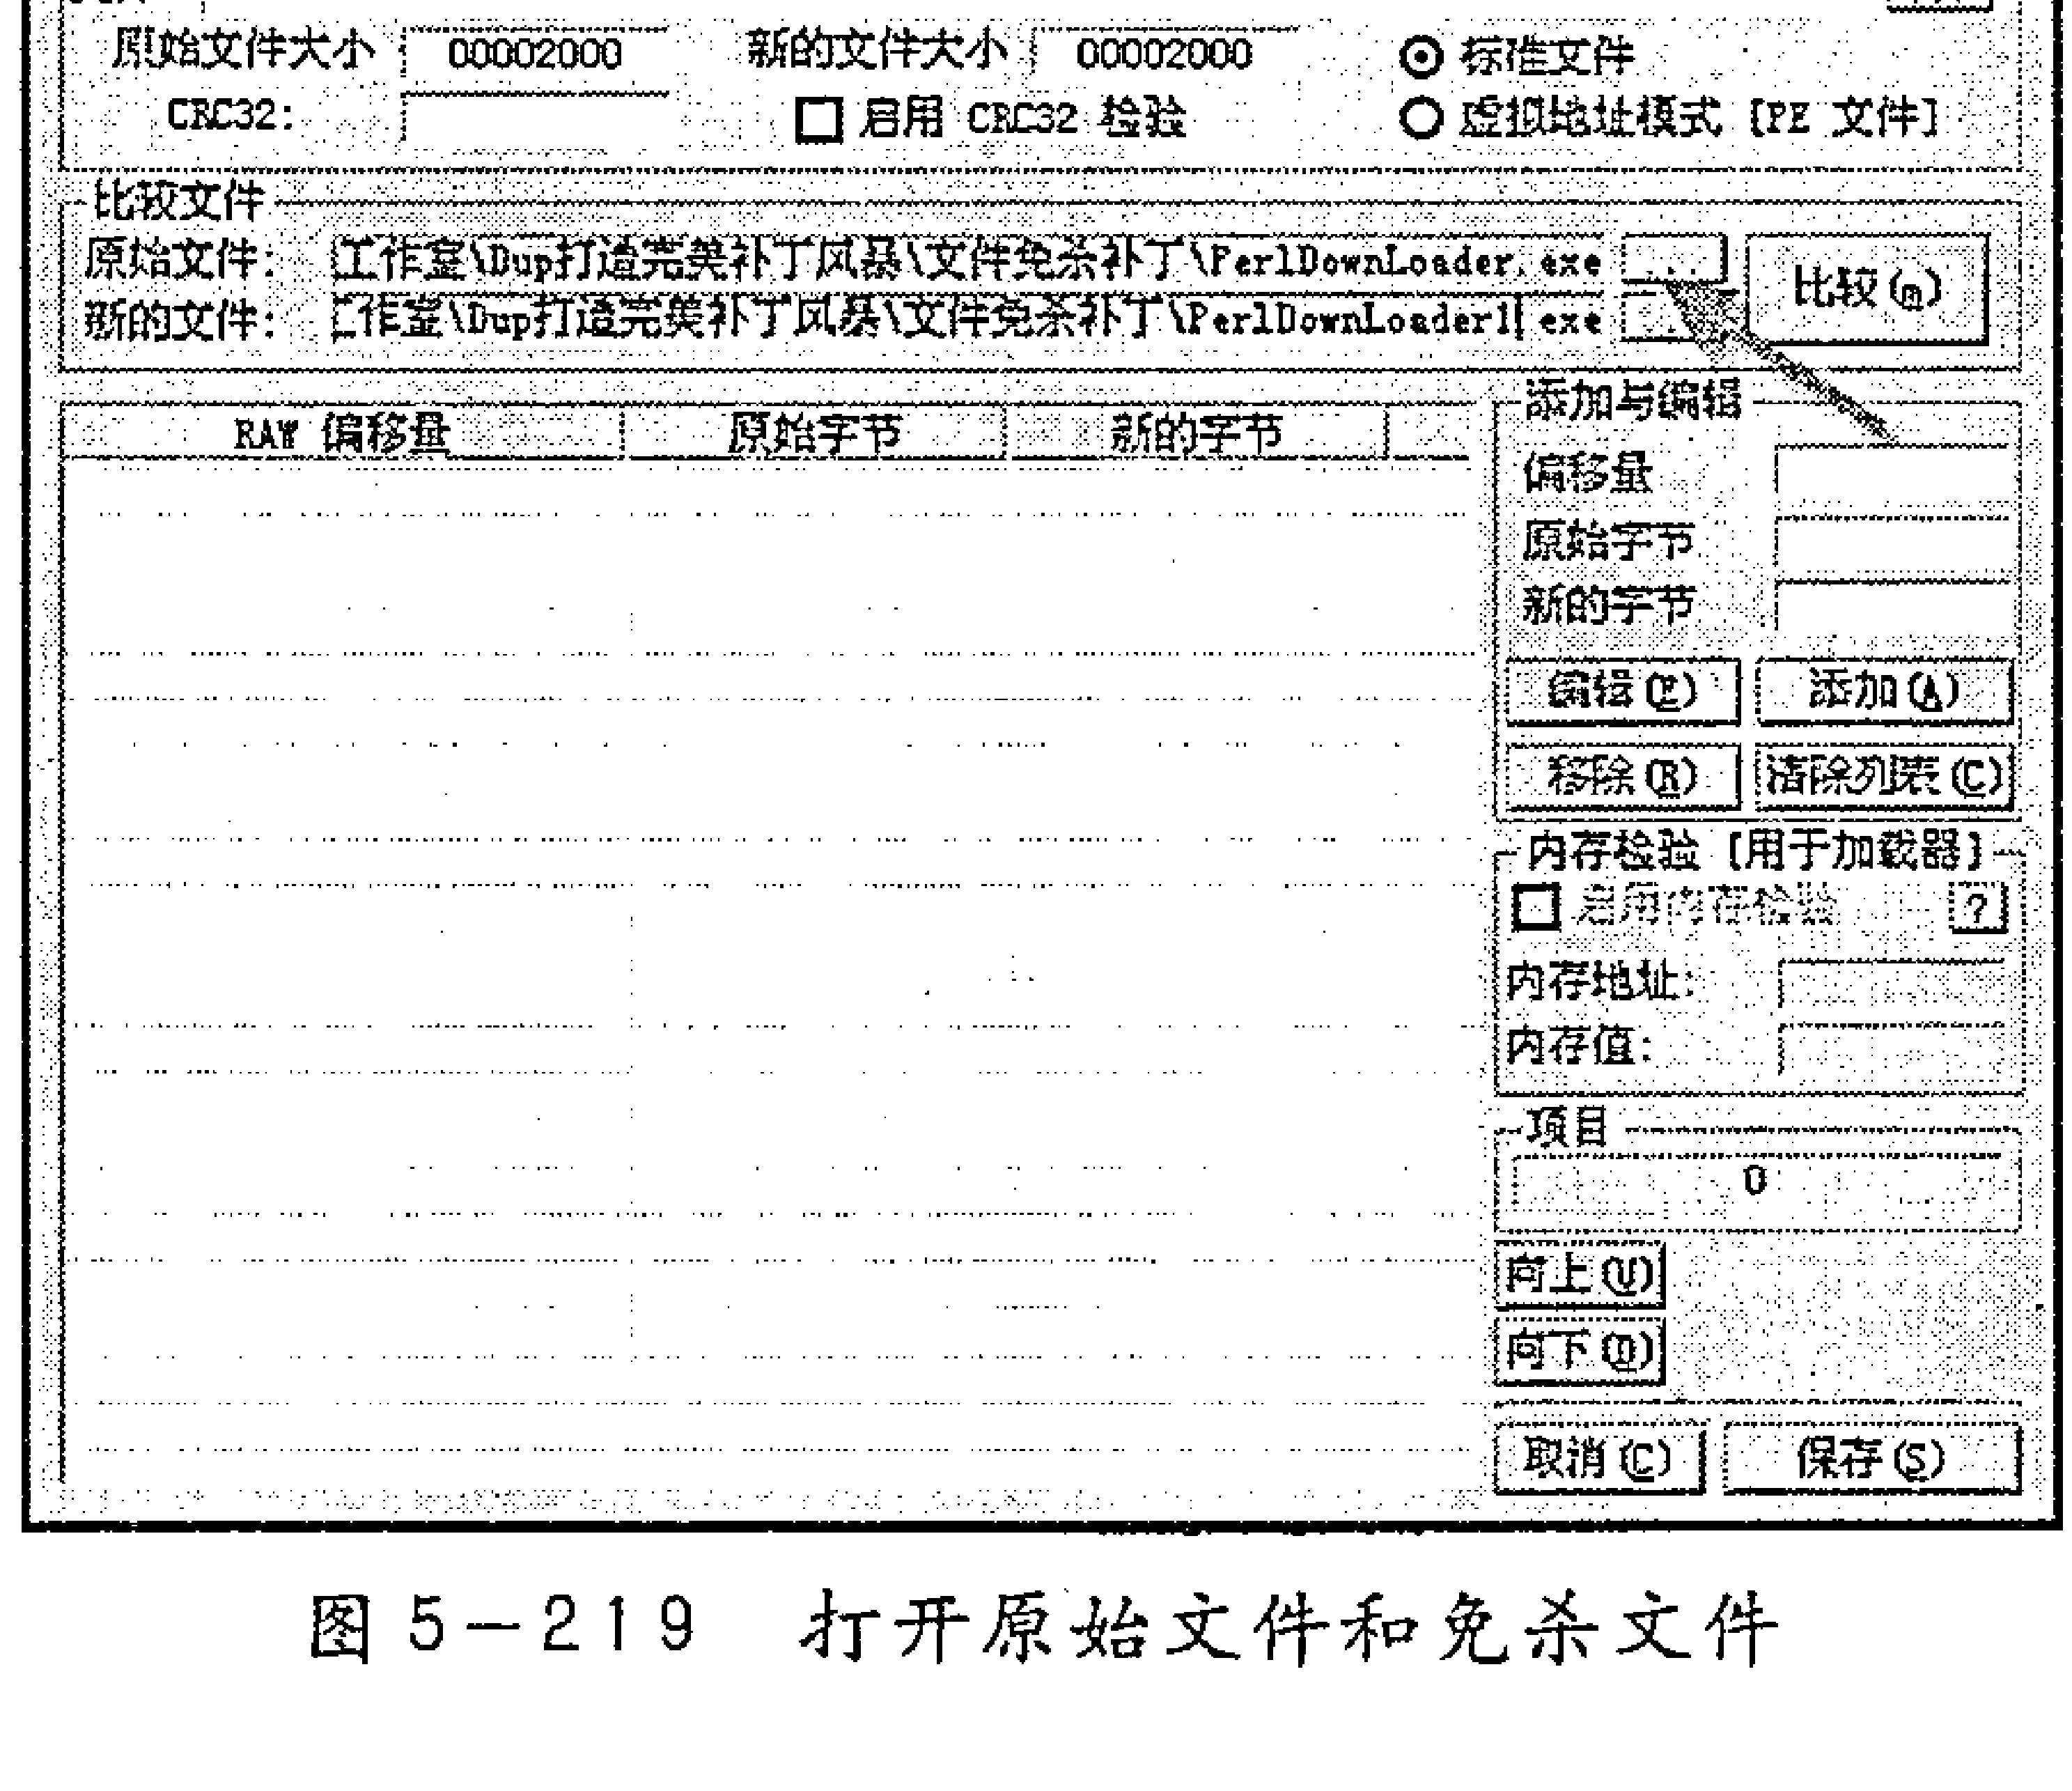 原始文件大小 00002000 新的文件大小 00002000 标准文件
CRC32: 启用 CRC32 检验 虚拟地址模式 [PE 文件]
比较文件
原始文件: 工作室\Dup打造完美补丁风暴\文件免杀补丁\PerlDownLoader.exe ... 比较(m)
新的文件: 工作室\Dup打造完美补丁风暴\文件免杀补丁\PerlDownLoader1.exe
RAW 偏移量 原始字节 新的字节
添加与编辑
偏移量
原始字节
新的字节
编辑(E) 添加(A)
移除(R) 清除列表(C)
内存检验 [用于加载器]
启用内存检验 ?
内存地址:
内存值:
项目
0
向上(U)
向下(D)
取消(C) 保存(S)
图 5-219 打开原始文件和免杀文件